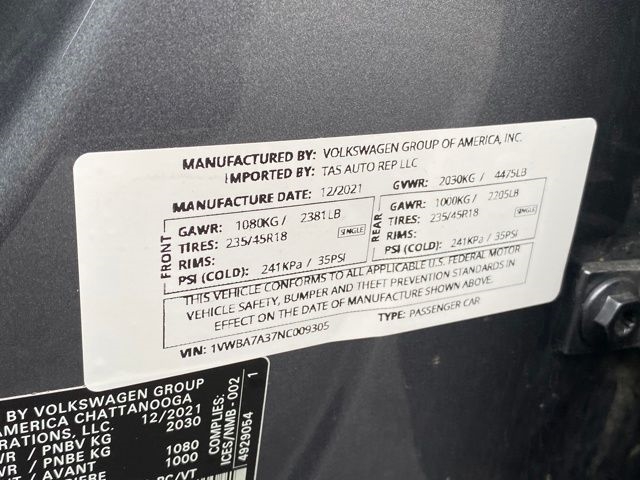 MANUFACTURED BY: VOLKSWAGEN GROUP OF AMERICA, INC.
IMPORTED BY: TAS AUTO REP LLC
MANUFACTURE DATE: 12/2021 GVWR: 2030KG / 4475LB
FRONT
GAWR: 1080KG / 2381LB
TIRES: 235/45R18 SINGLE
RIMS:
PSI (COLD): 241KPa / 35PSI
REAR
GAWR: 1000KG / 2205LB
TIRES: 235/45R18 SINGLE
RIMS:
PSI (COLD): 241KPa / 35PSI
THIS VEHICLE CONFORMS TO ALL APPLICABLE U.S. FEDERAL MOTOR
VEHICLE SAFETY, BUMPER AND THEFT PREVENTION STANDARDS IN
EFFECT ON THE DATE OF MANUFACTURE SHOWN ABOVE.
VIN: 1VWBA7A37NC009305 TYPE: PASSENGER CAR
BY VOLKSWAGEN GROUP
AMERICA CHATTANOOGA
RATIONS, LLC. 12/2021
WR / PNBV KG 2030
WR / PNBE KG 1080
NT / AVANT 1000
COMPLIES:
ICES/NMB-002
4929054 1